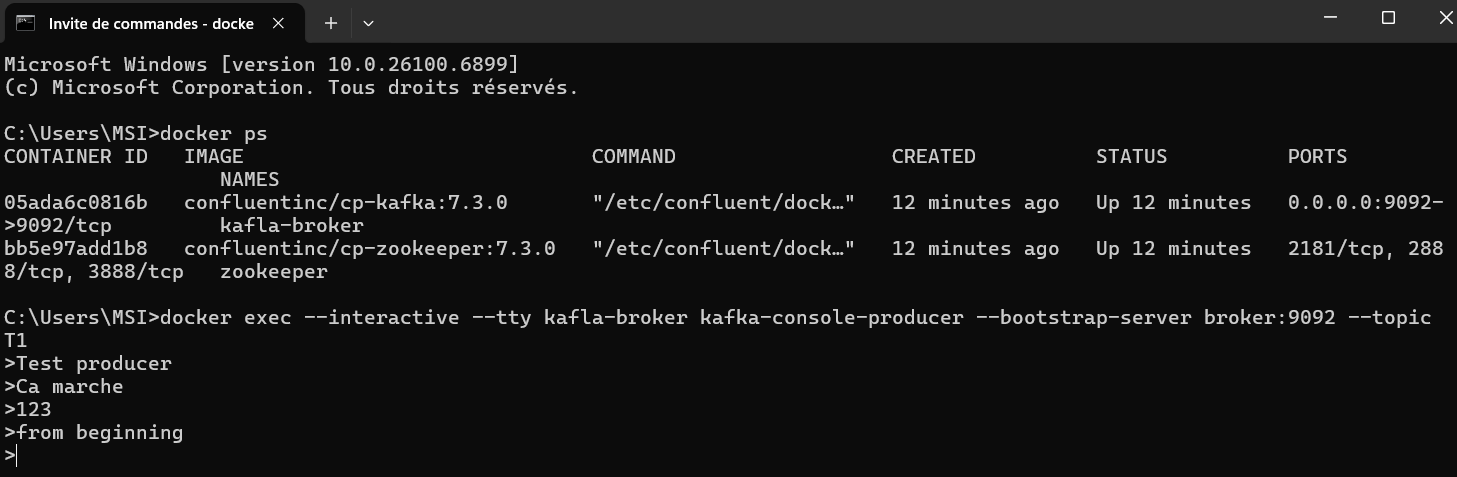 Invite de commandes - docke
Microsoft Windows [version 10.0.26100.6899]
(c) Microsoft Corporation. Tous droits réservés.
C:\Users\MSI>docker ps
CONTAINER ID   IMAGE                             COMMAND                  CREATED          STATUS          PORTS
                  NAMES
05ada6c0816b   confluentinc/cp-kafka:7.3.0       "/etc/confluent/dock…"   12 minutes ago   Up 12 minutes   0.0.0.0:9092-
>9092/tcp         kafla-broker
bb5e97add1b8   confluentinc/cp-zookeeper:7.3.0   "/etc/confluent/dock…"   12 minutes ago   Up 12 minutes   2181/tcp, 288
8/tcp, 3888/tcp   zookeeper
C:\Users\MSI>docker exec --interactive --tty kafla-broker kafka-console-producer --bootstrap-server broker:9092 --topic
T1
>Test producer
>Ca marche
>123
>from beginning
>